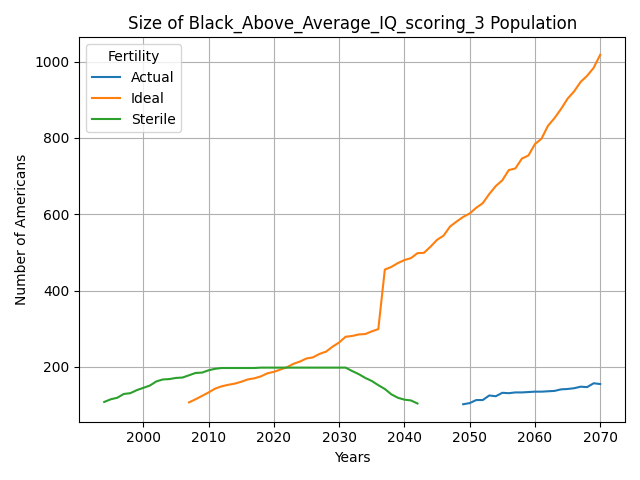 Size of Black_Above_Average_IQ_scoring_3 Population
Number of Americans
1000
800
600
400
200
Fertility
Actual
Ideal
Sterile
2000
2010
2020
2030
2040
2050
2060
2070
Years